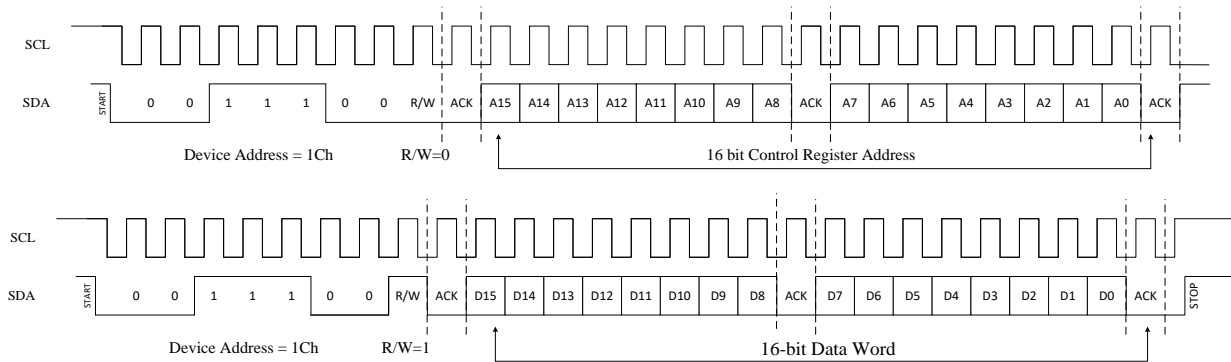 SCL
SDA START 0 0 1 1 1 0 0 R/W ACK A15 A14 A13 A12 A11 A10 A9 A8 ACK A7 A6 A5 A4 A3 A2 A1 A0 ACK
Device Address = 1Ch R/W=0 16 bit Control Register Address
SCL
SDA START 0 0 1 1 1 0 0 R/W ACK D15 D14 D13 D12 D11 D10 D9 D8 ACK D7 D6 D5 D4 D3 D2 D1 D0 ACK STOP
Device Address = 1Ch R/W=1 16-bit Data Word